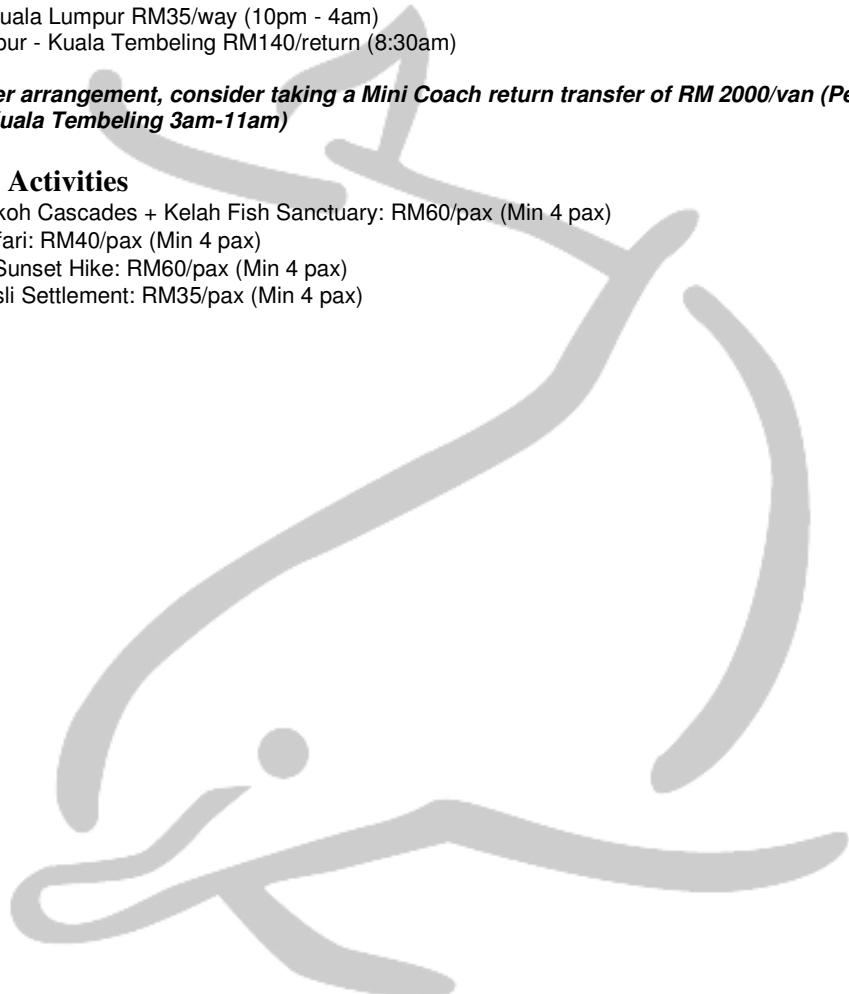 uala Lumpur RM35/way (10pm - 4am)
pur - Kuala Tembeling RM140/return (8:30am)
er arrangement, consider taking a Mini Coach return transfer of RM 2000/van (Pe
uala Tembeling 3am-11am)
Activities
koh Cascades + Kelah Fish Sanctuary: RM60/pax (Min 4 pax)
fari: RM40/pax (Min 4 pax)
Sunset Hike: RM60/pax (Min 4 pax)
sli Settlement: RM35/pax (Min 4 pax)